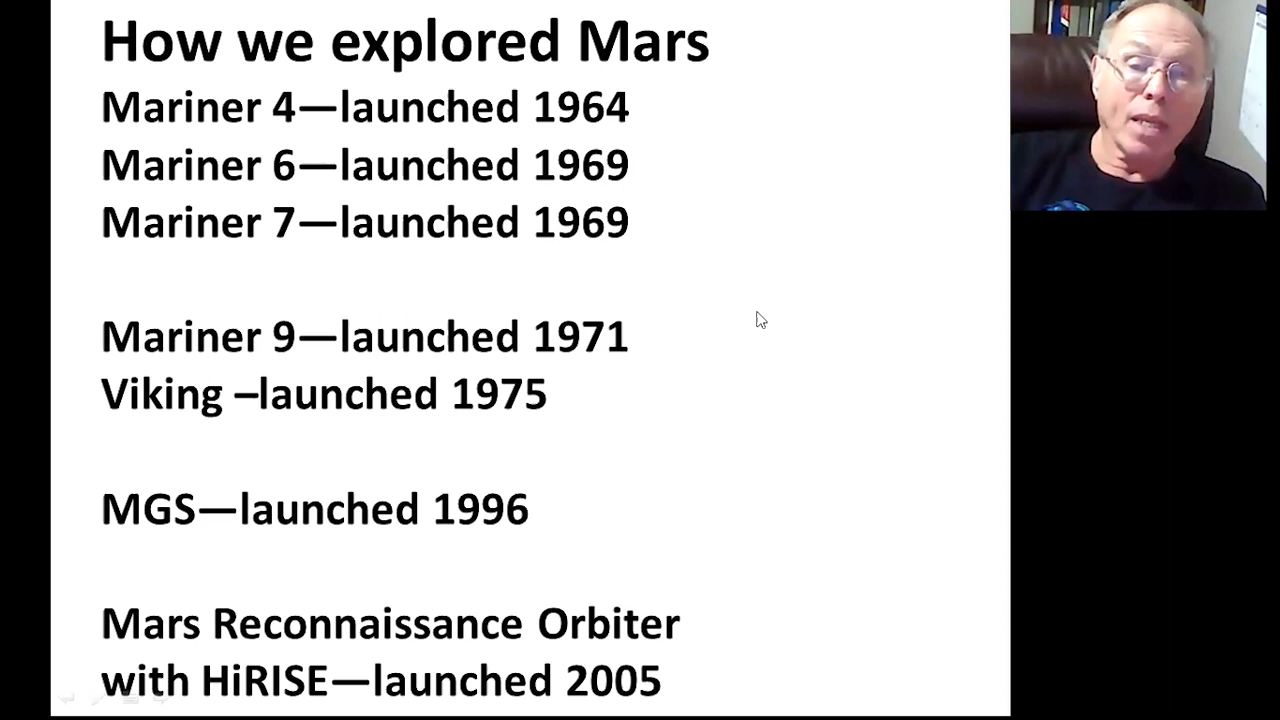 How we explored Mars
Mariner 4—launched 1964
Mariner 6—launched 1969
Mariner 7—launched 1969
Mariner 9—launched 1971
Viking –launched 1975
MGS—launched 1996
Mars Reconnaissance Orbiter
with HiRISE—launched 2005